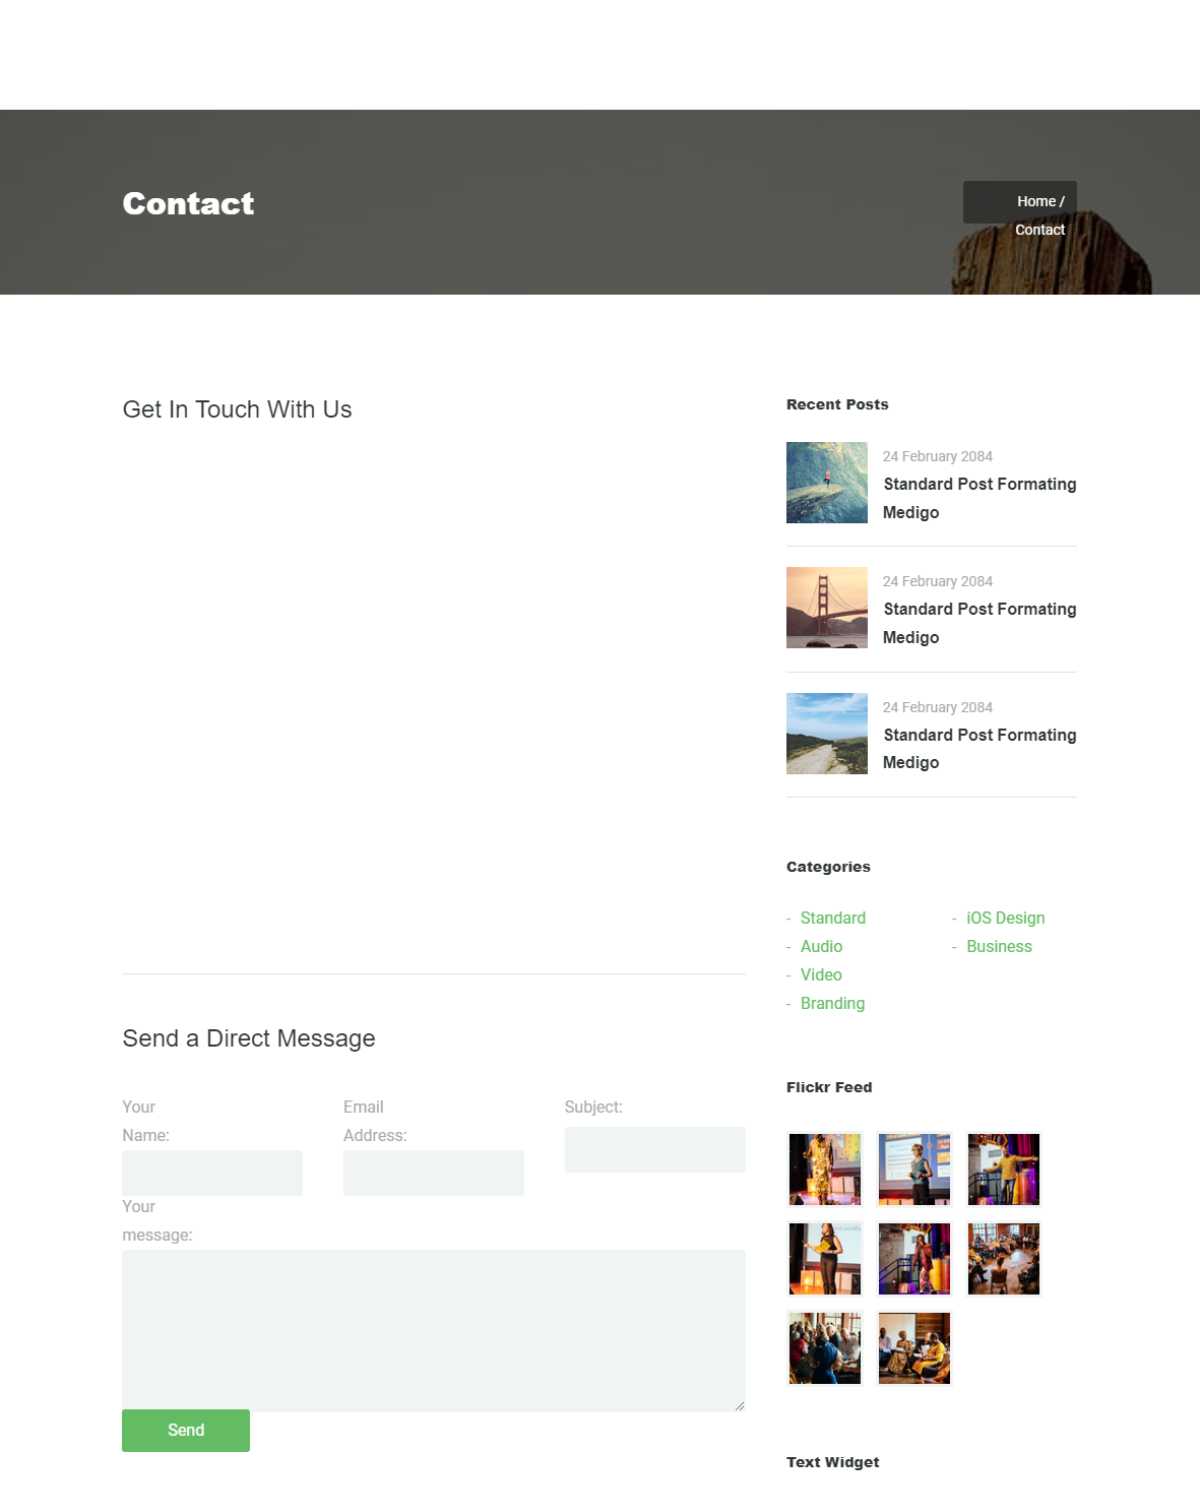 Contact
Home /
Contact
Get In Touch With Us
Send a Direct Message
Your
Name:
Email
Address:
Subject:
Your
message:
Send
Recent Posts
24 February 2084
Standard Post Formating
Medigo
24 February 2084
Standard Post Formating
Medigo
24 February 2084
Standard Post Formating
Medigo
Categories
- Standard
- Audio
- Video
- Branding
- iOS Design
- Business
Flickr Feed
Text Widget